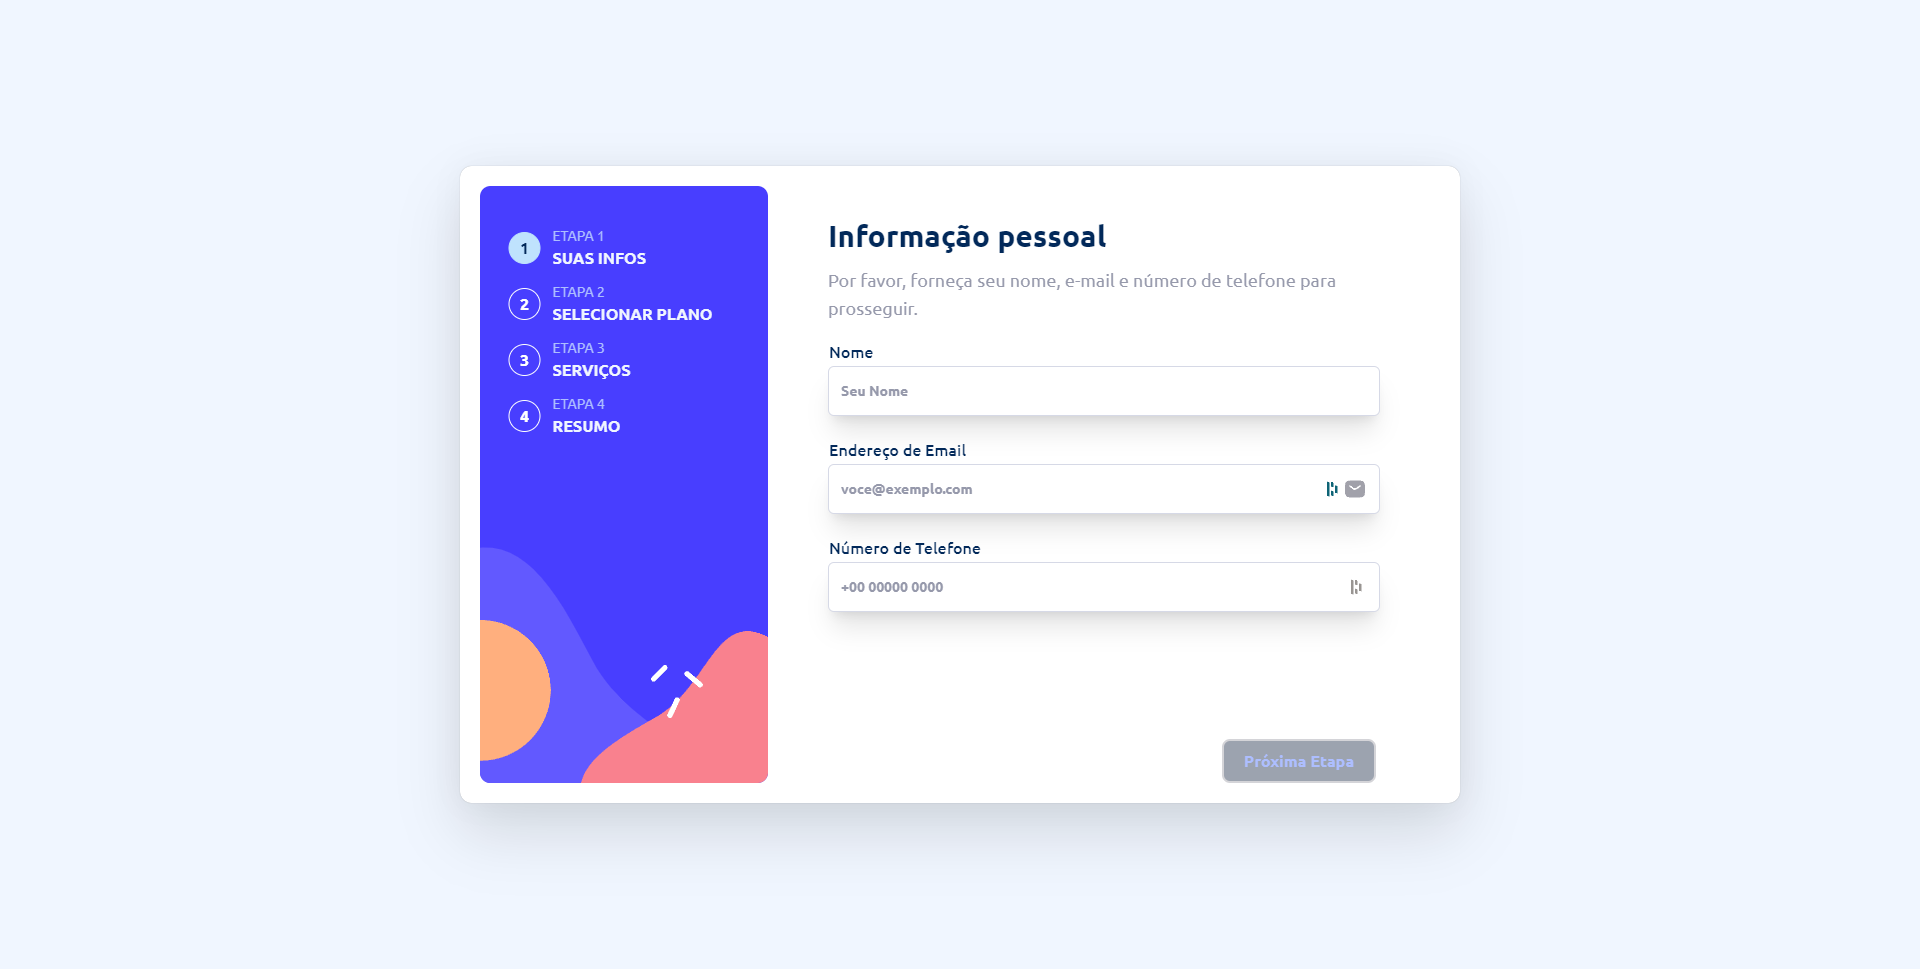 1
ETAPA 1
SUAS INFOS
2
ETAPA 2
SELECIONAR PLANO
3
ETAPA 3
SERVIÇOS
4
ETAPA 4
RESUMO
Informação pessoal
Por favor, forneça seu nome, e-mail e número de telefone para
prosseguir.
Nome
Seu Nome
Endereço de Email
voce@exemplo.com
Número de Telefone
+00 00000 0000
Próxima Etapa